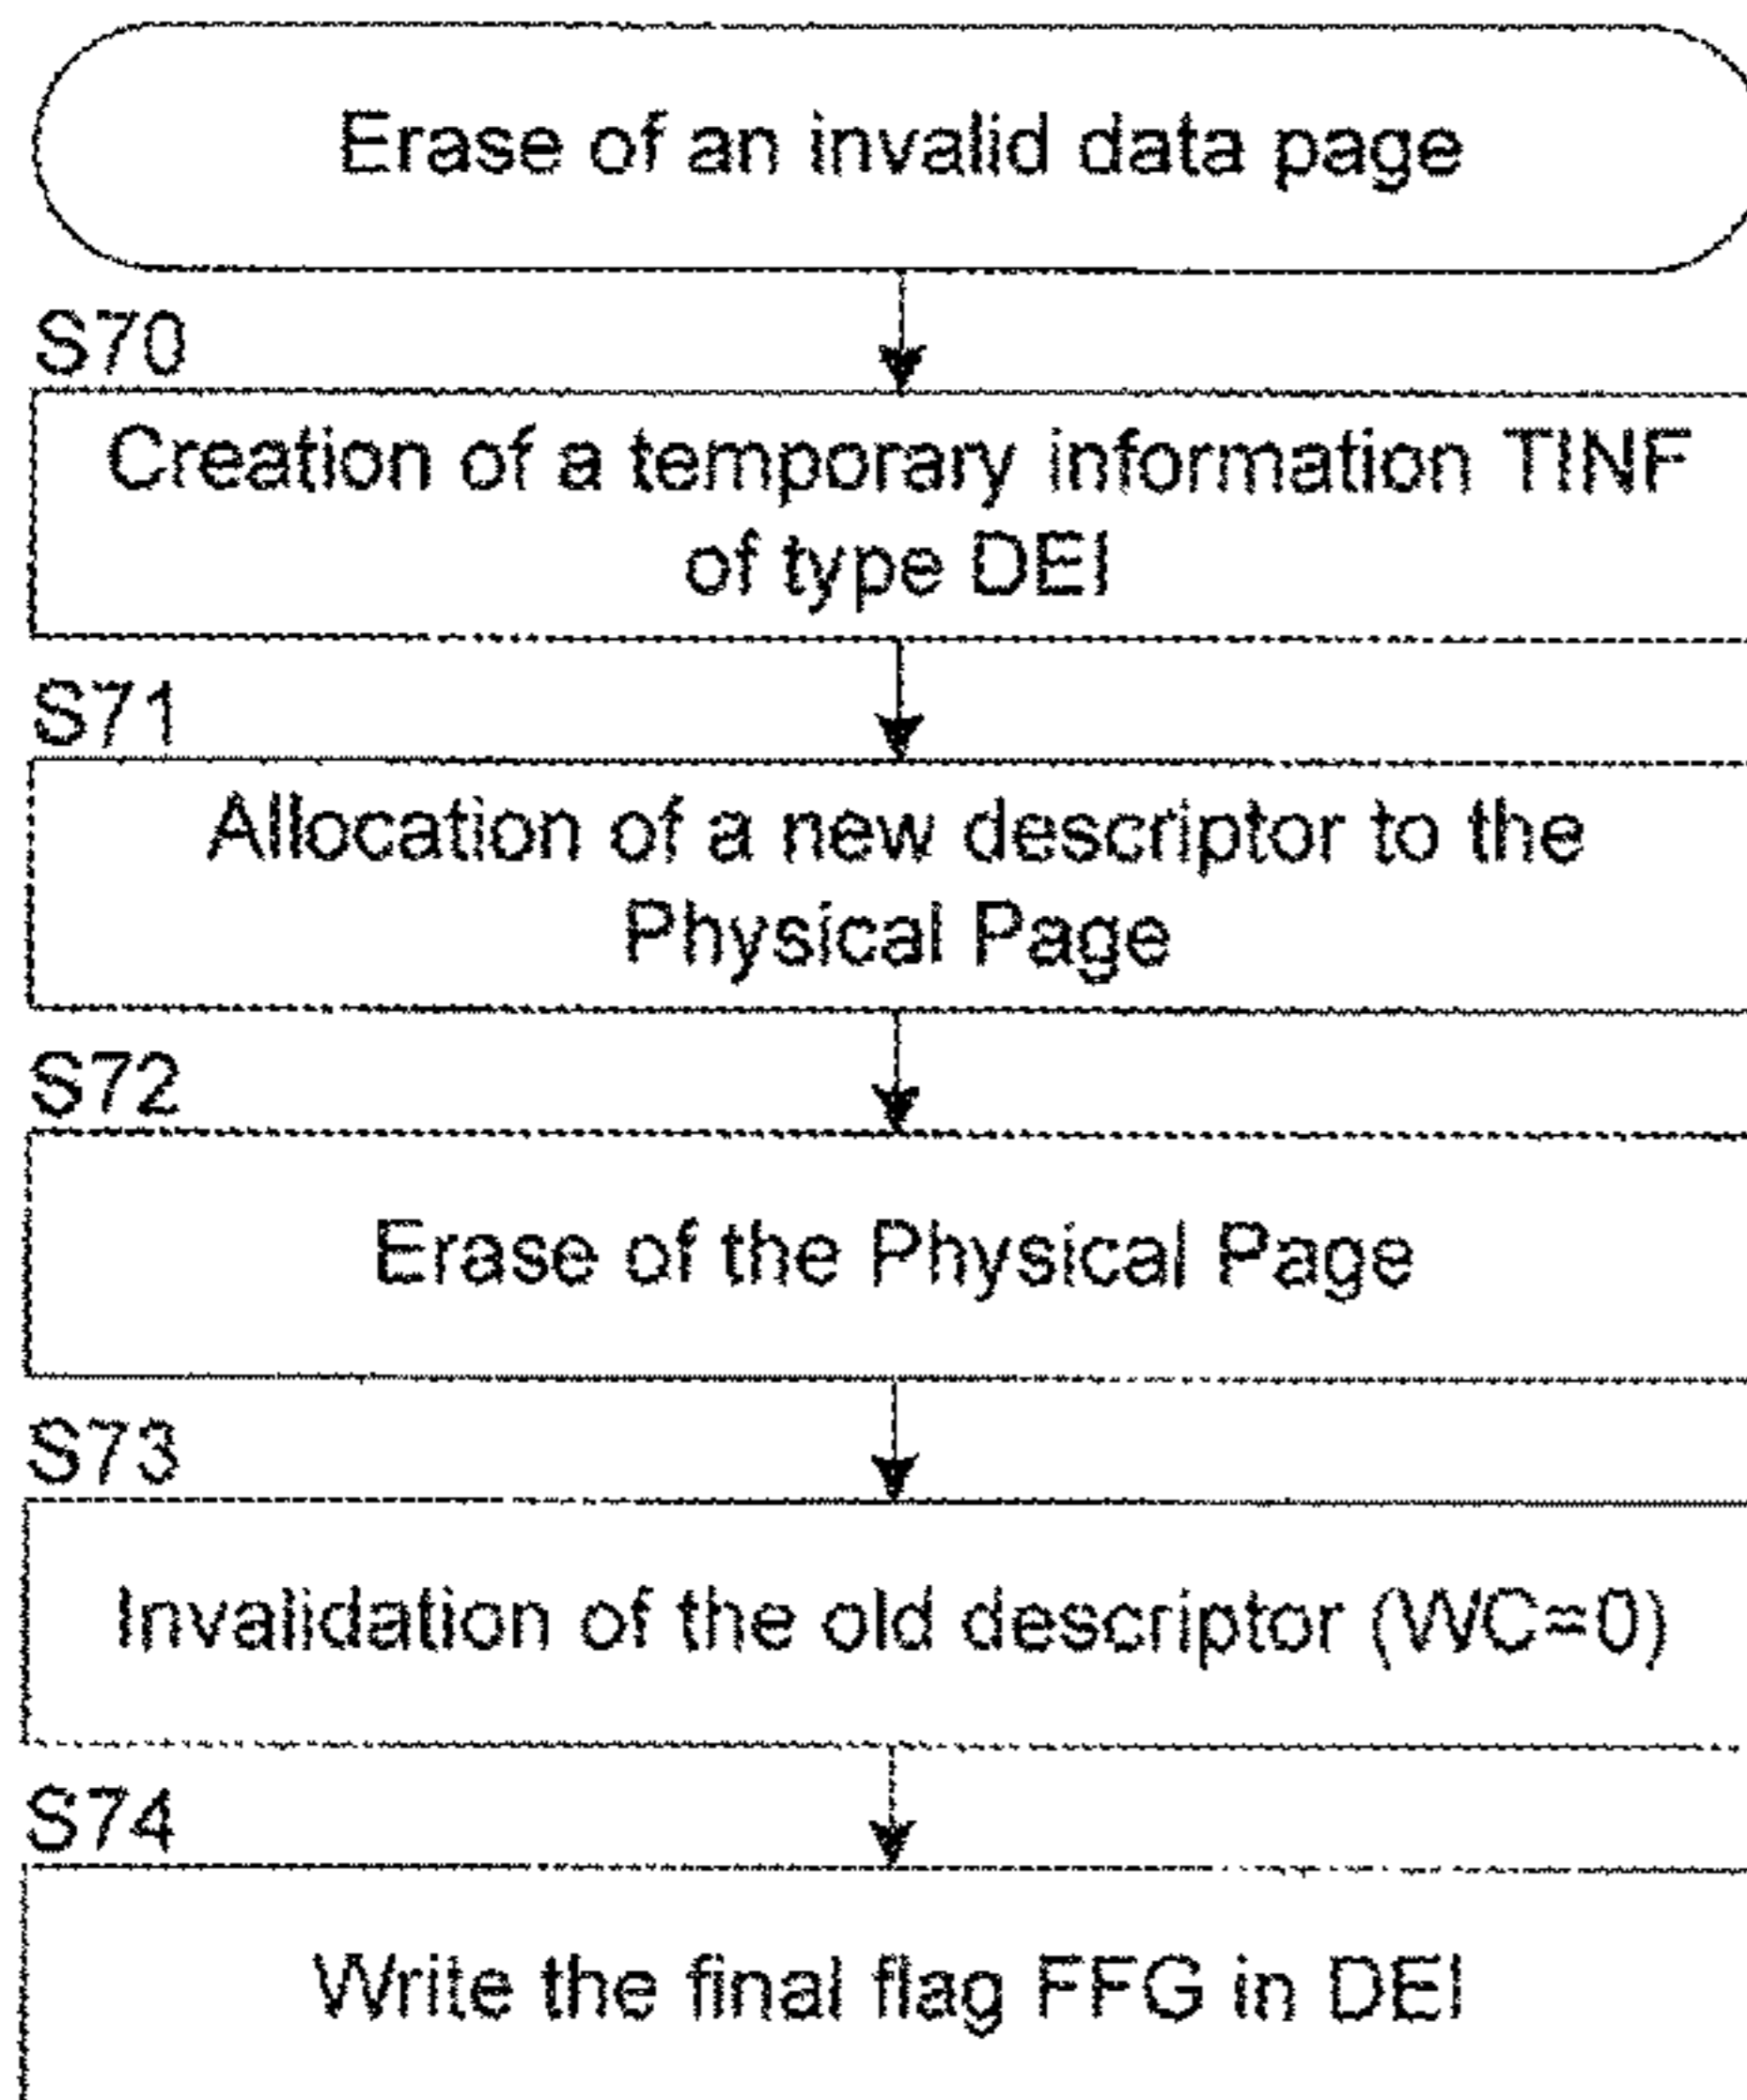 Erase of an invalid data page
S70
Creation of a temporary information TINF
of type DEI
S71
Allocation of a new descriptor to the
Physical Page
S72
Erase of the Physical Page
S73
Invalidation of the old descriptor (WC=0)
S74
Write the final flag FFG in DEI